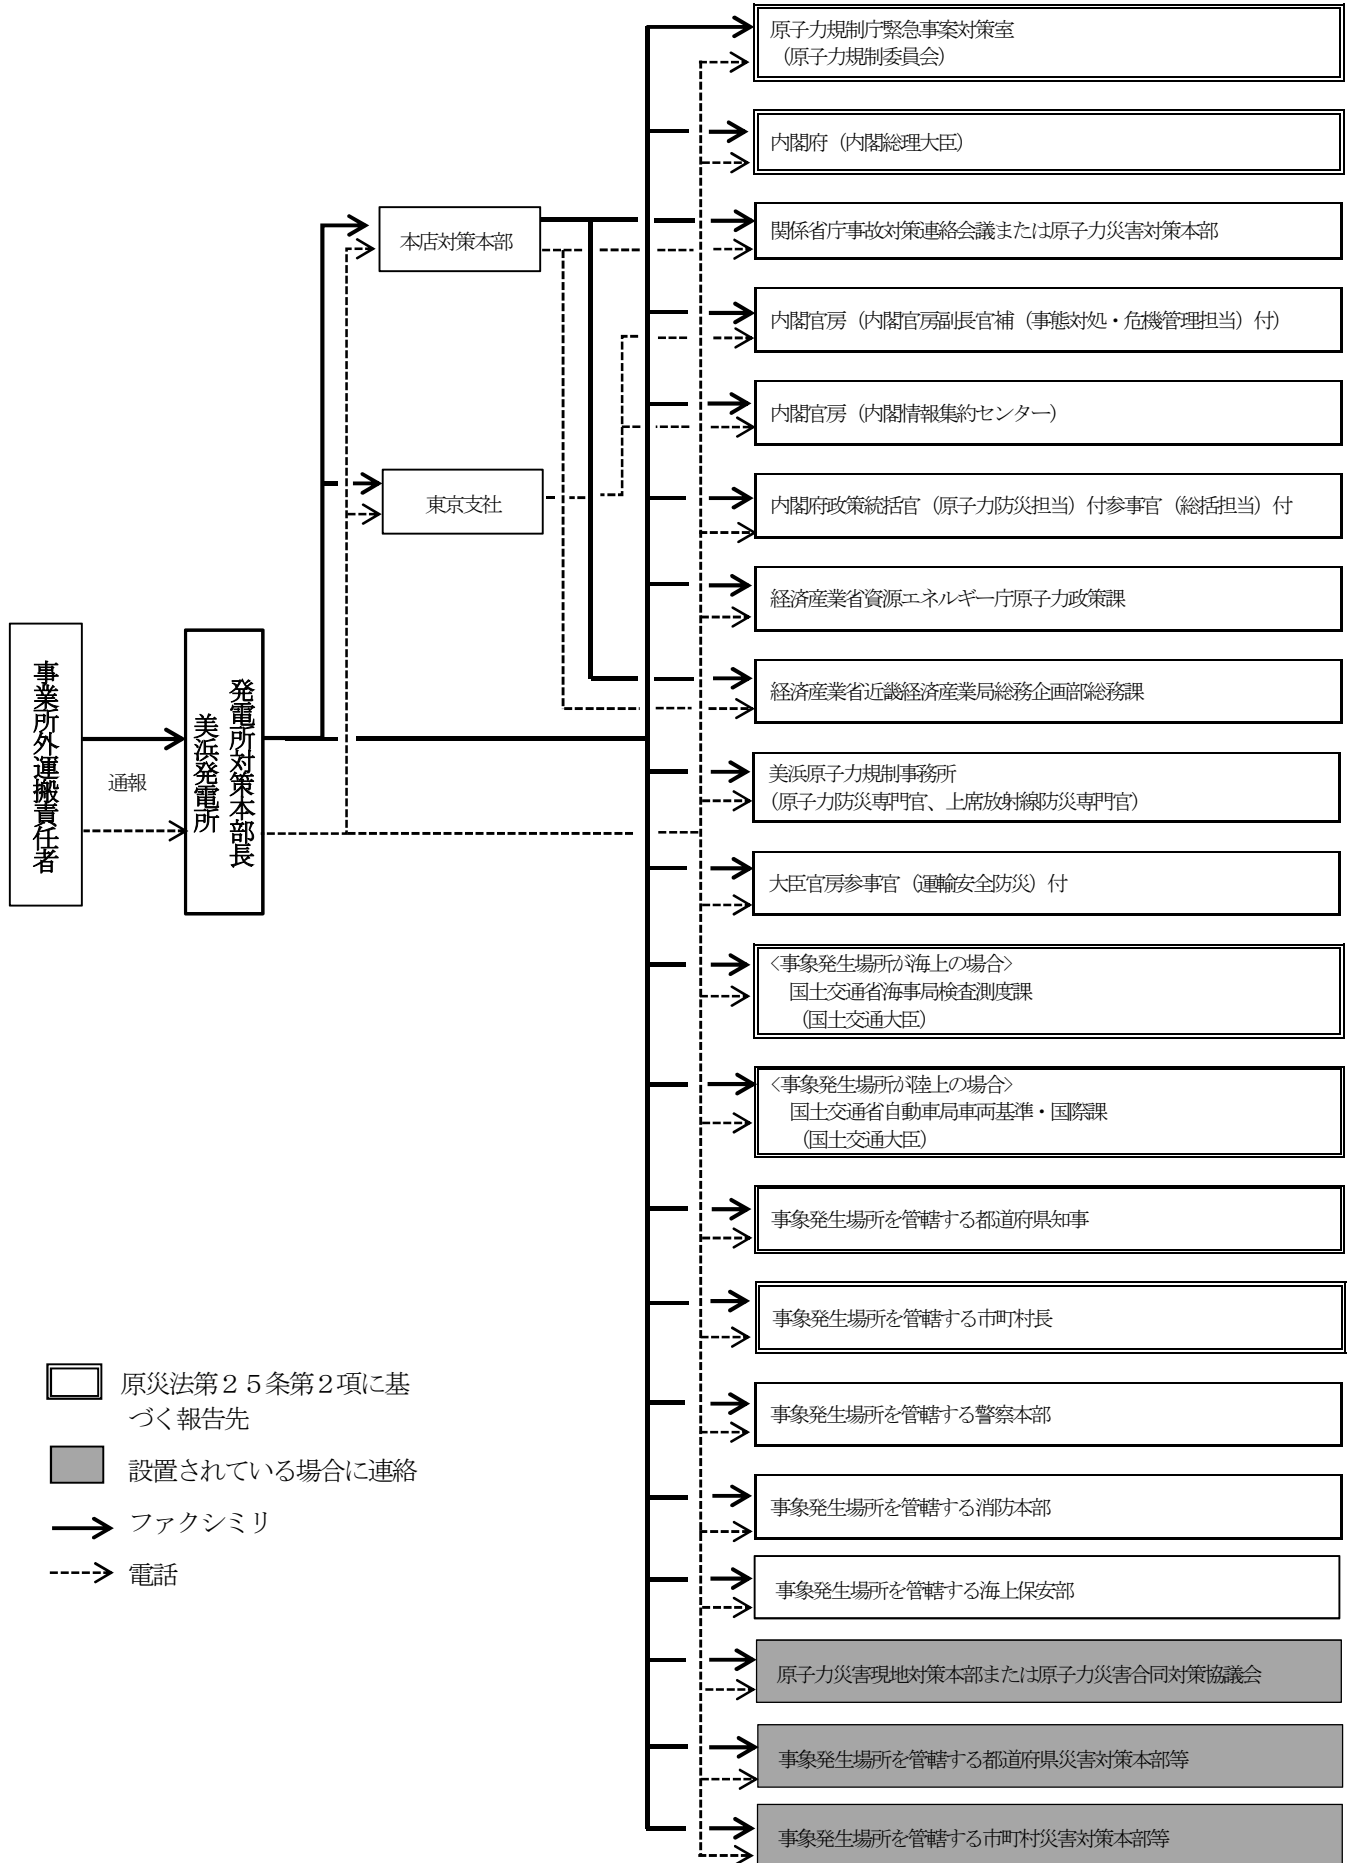 原子力規制庁緊急事案対策室
(原子力規制委員会)
内閣府(内閣総理大臣)
本店対策本部
関係省庁事故対策連絡会議または原子力災害対策本部
内閣官房(内閣官房副長官補(事態対処・危機管理担当)付)
内閣官房(内閣情報集約センター)
東京支社
内閣府政策統括官(原子力防災担当)付参事官(総括担当)付
経済産業省資源エネルギー庁原子力政策課
経済産業省近畿経済産業局総務企画部総務課
事業所外運搬責任者
通報
発電所対策本部長
美浜発電所
美浜原子力規制事務所
(原子力防災専門官、上席放射線防災専門官)
大臣官房参事官(運輸安全防災)付
<事象発生場所が海上の場合>
国土交通省海事局検査測度課
(国土交通大臣)
<事象発生場所が陸上の場合>
国土交通省自動車局車両基準・国際課
(国土交通大臣)
事象発生場所を管轄する都道府県知事
事象発生場所を管轄する市町村長
事象発生場所を管轄する警察本部
事象発生場所を管轄する消防本部
事象発生場所を管轄する海上保安部
原子力災害現地対策本部または原子力災害合同対策協議会
事象発生場所を管轄する都道府県災害対策本部等
事象発生場所を管轄する市町村災害対策本部等
原災法第25条第2項に基
づく報告先
設置されている場合に連絡
ファクシミリ
電話